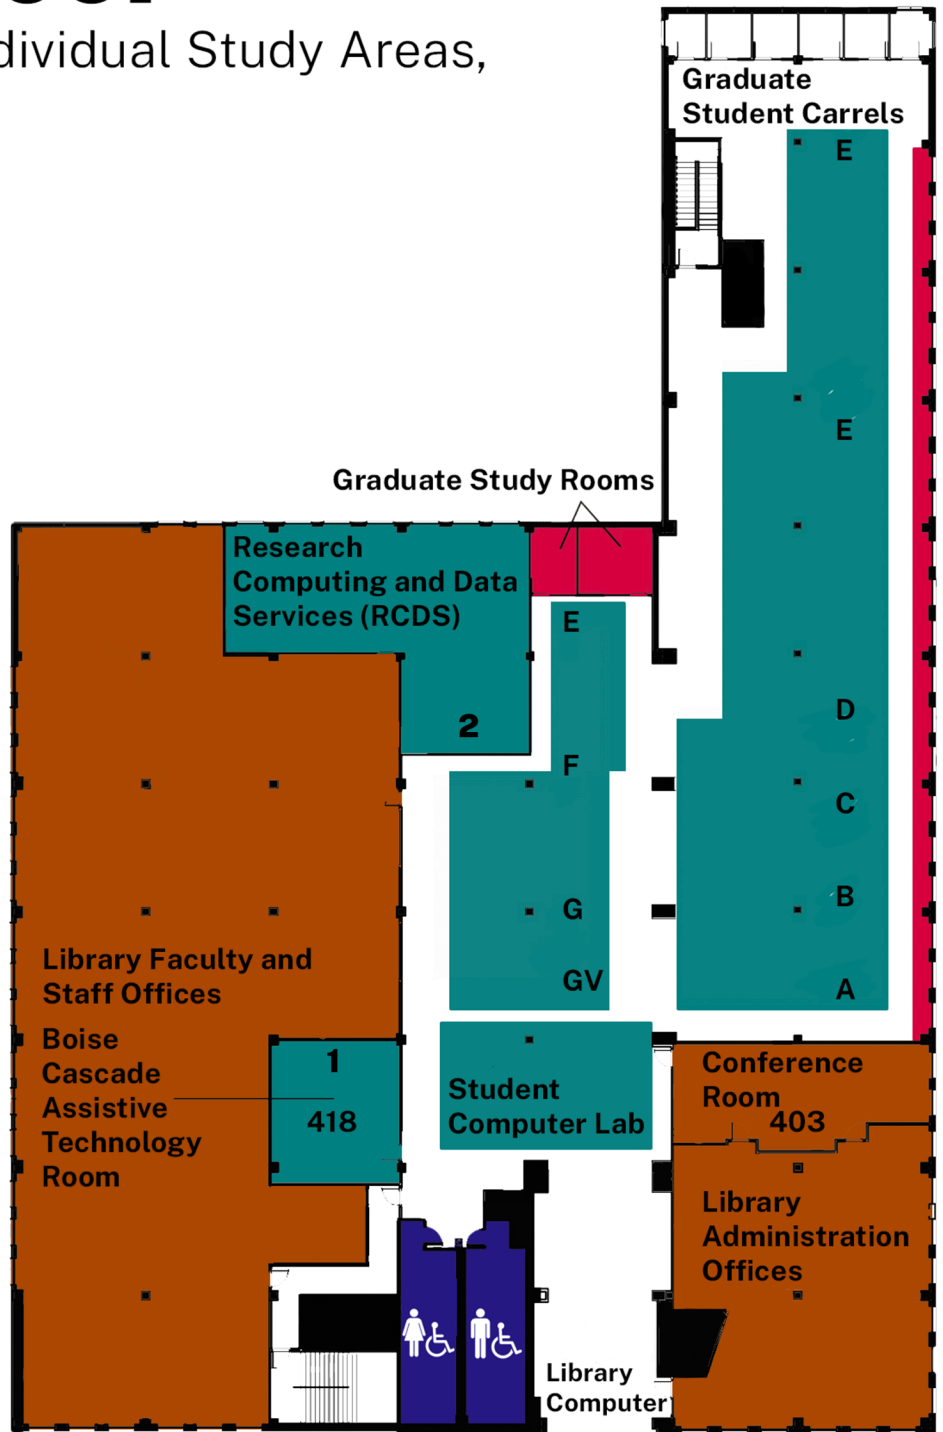 dividual Study Areas,
Graduate
Student Carrels
E
E
Graduate Study Rooms
Research
Computing and Data
Services (RCDS)
2
E
F
G
GV
D
C
B
A
Library Faculty and
Staff Offices
Boise
Cascade
Assistive
Technology
Room
1
418
Student
Computer Lab
Conference
Room
403
Library
Administration
Offices
Library
Computer